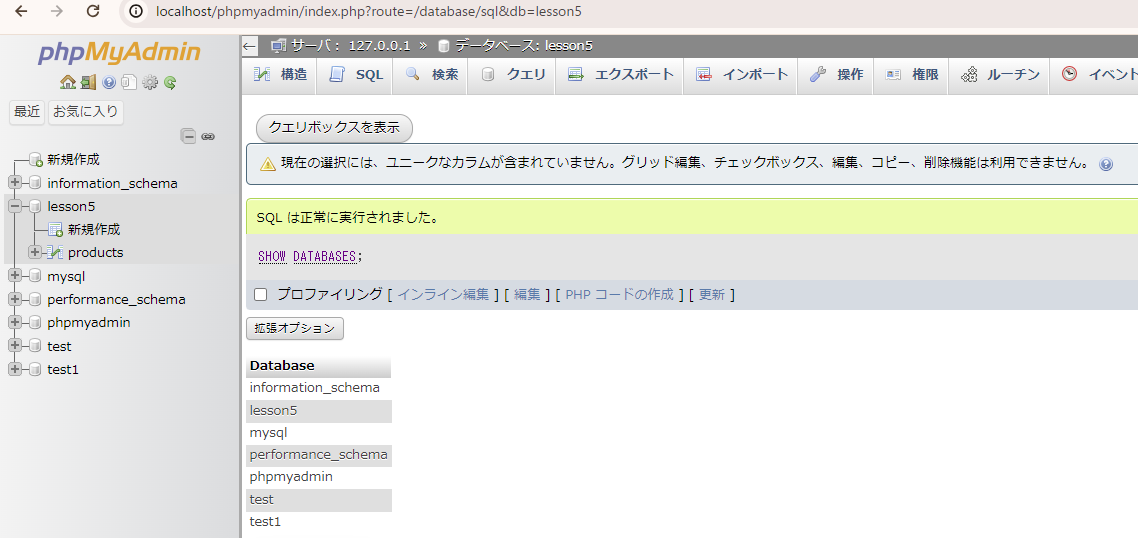 localhost/phpmyadmin/index.php?route=/database/sql&db=lesson5
phpMyAdmin
最近 お気に入り
新規作成
information_schema
lesson5
新規作成
products
mysql
performance_schema
phpmyadmin
test
test1
サーバ: 127.0.0.1 » データベース: lesson5
構造 SQL 検索 クエリ エクスポート インポート 操作 権限 ルーチン イベント
クエリボックスを表示
現在の選択には、ユニークなカラムが含まれていません。グリッド編集、チェックボックス、編集、コピー、削除機能は利用できません。
SQL は正常に実行されました。
SHOW DATABASES;
プロファイリング [ インライン編集 ] [ 編集 ] [ PHP コードの作成 ] [ 更新 ]
拡張オプション
Database
information_schema
lesson5
mysql
performance_schema
phpmyadmin
test
test1